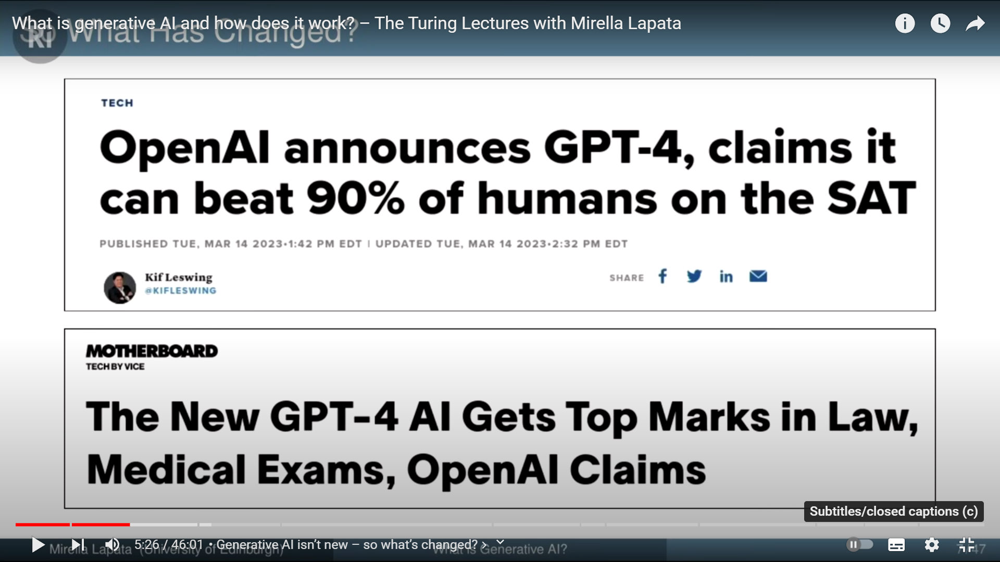 What is generative AI and how does it work? – The Turing Lectures with Mirella Lapata
So What Has Changed?
Ri
TECH
OpenAI announces GPT-4, claims it
can beat 90% of humans on the SAT
PUBLISHED TUE, MAR 14 2023•1:42 PM EDT | UPDATED TUE, MAR 14 2023•2:32 PM EDT
Kif Leswing
@KIFLESWING
SHARE
MOTHERBOARD
TECH BY VICE
The New GPT-4 AI Gets Top Marks in Law,
Medical Exams, OpenAI Claims
Subtitles/closed captions (c)
5:26 / 46:01 • Generative AI isn’t new – so what’s changed?
Mirella Lapata (University of Edinburgh) What is Generative AI? 7 / 47